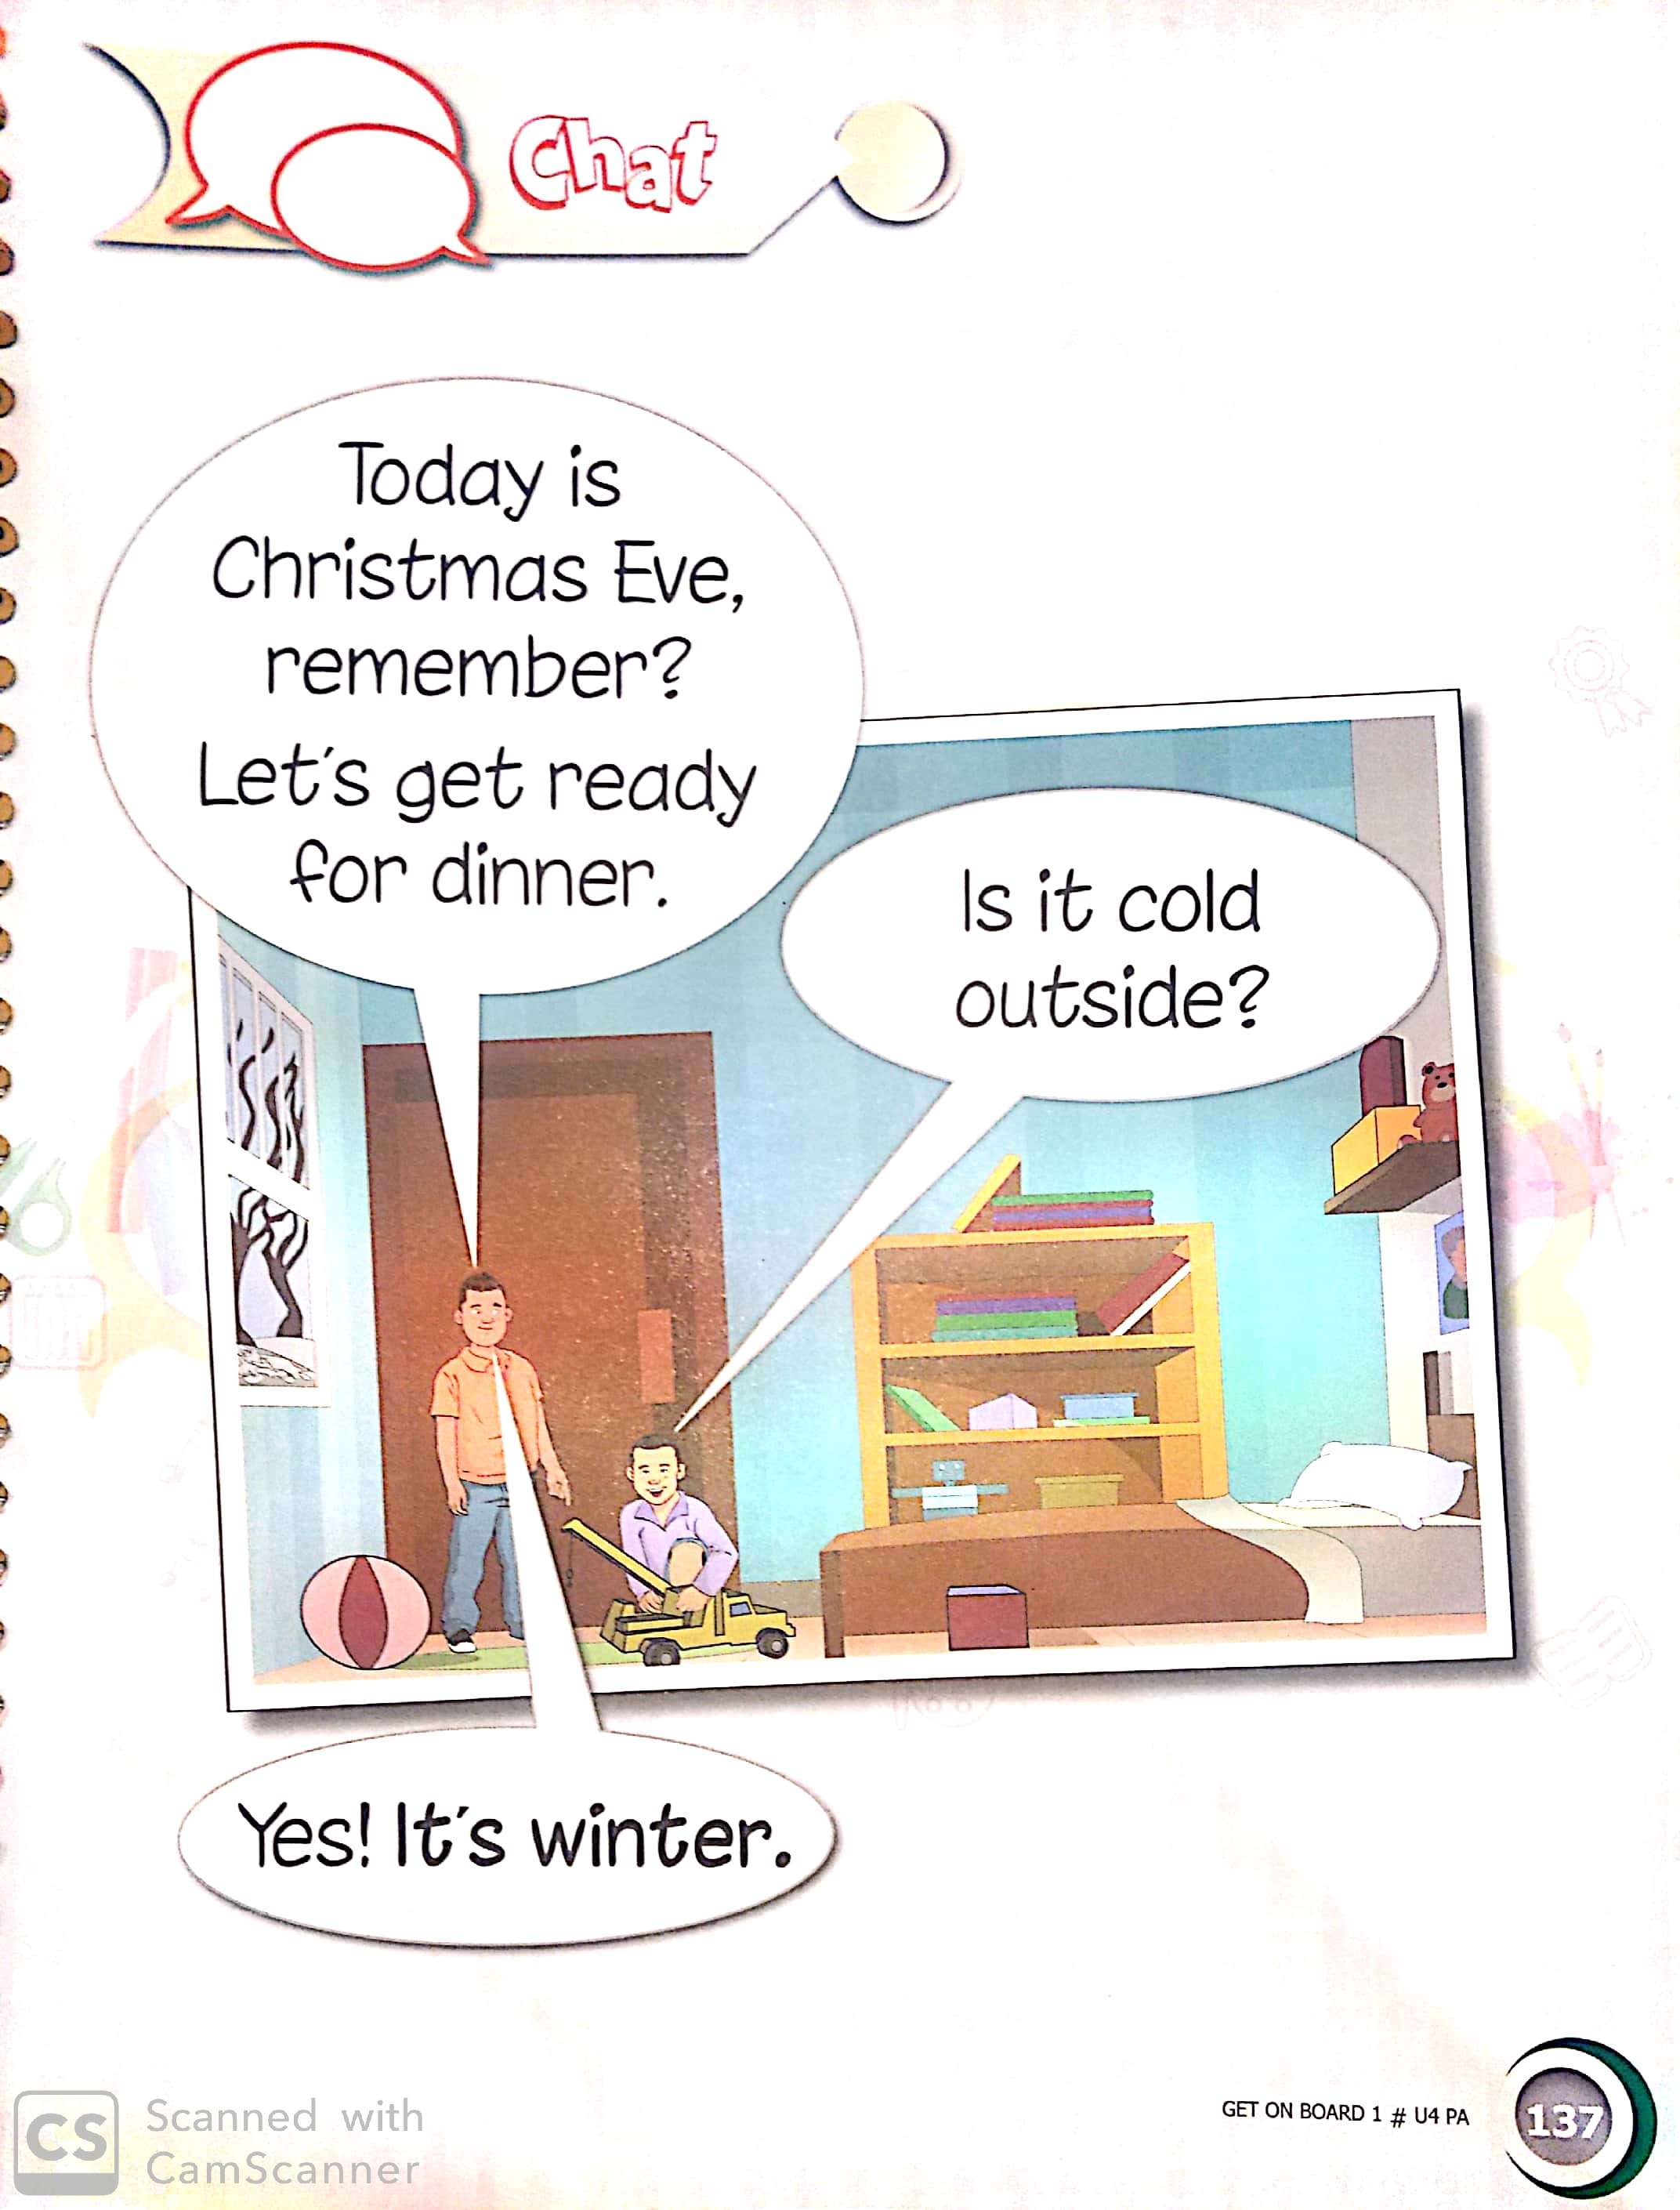 Chat
Today is
Christmas Eve,
remember?
Let's get ready
for dinner.
Is it cold
outside?
Yes! It's winter.
GET ON BOARD 1 # U4 PA
137
CS
Scanned with
CamScanner